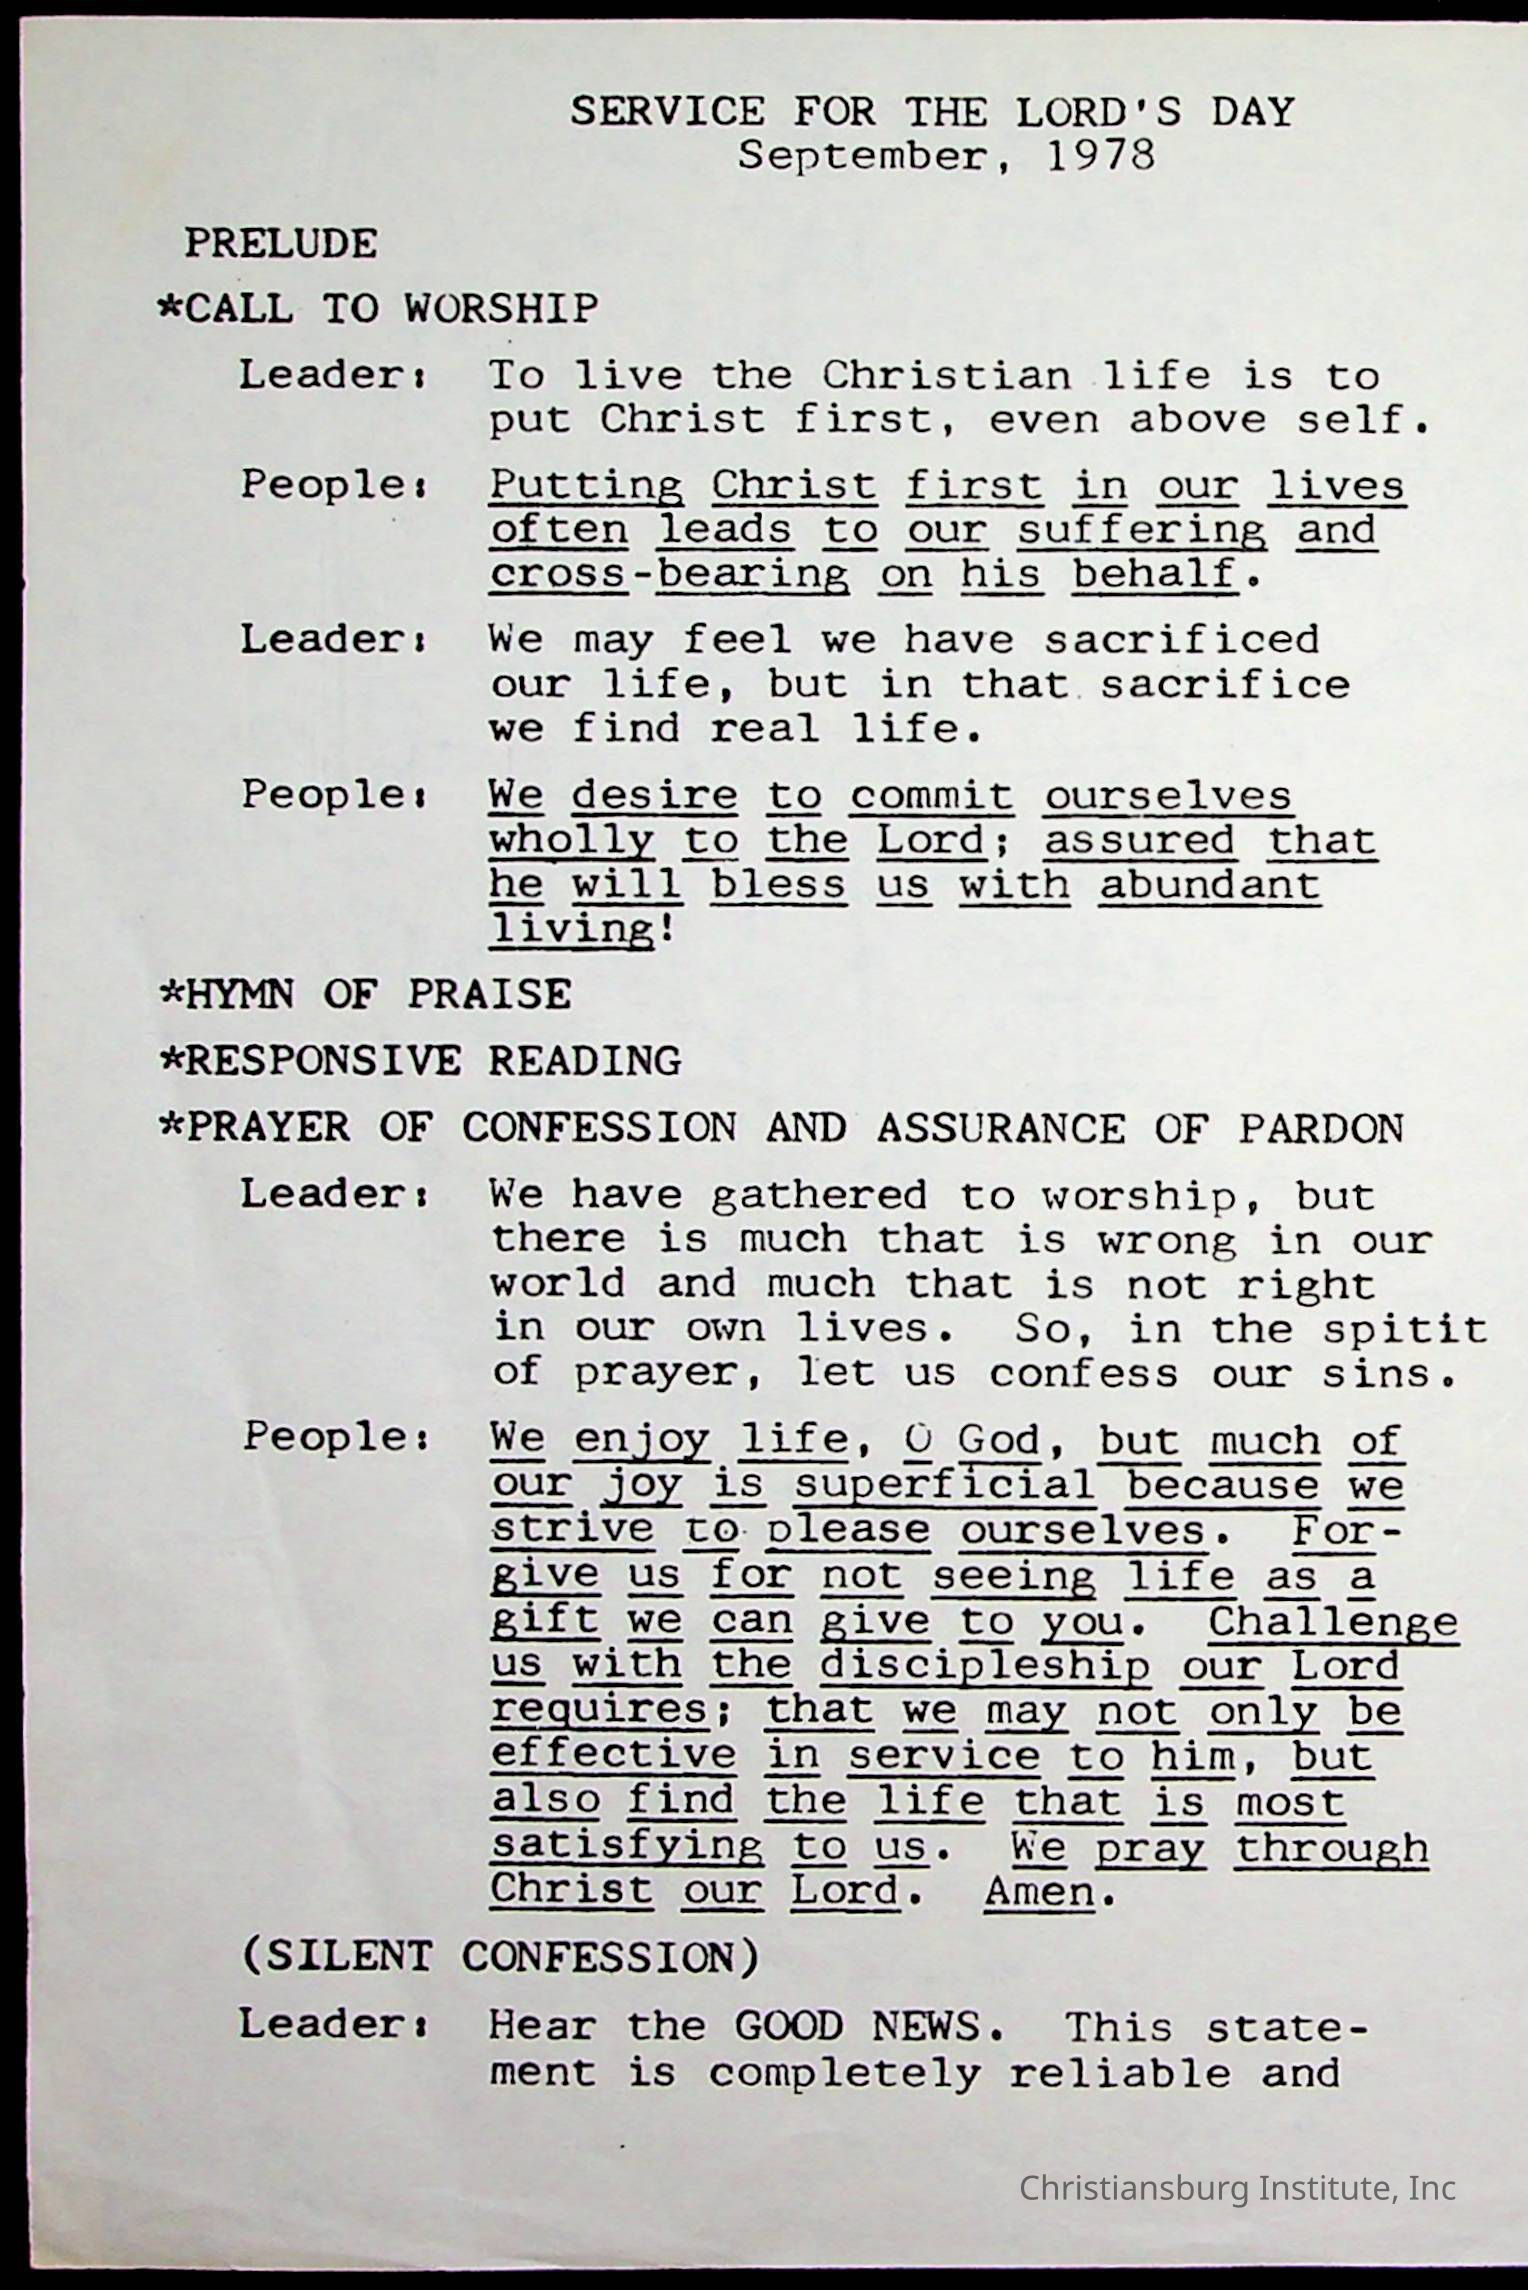 SERVICE FOR THE LORD'S DAY
September, 1978
PRELUDE
*CALL TO WORSHIP
Leader: To live the Christian life is to
put Christ first, even above self.
People: Putting Christ first in our lives
often leads to our suffering and
cross-bearing on his behalf.
Leader: We may feel we have sacrificed
our life, but in that sacrifice
we find real life.
People: We desire to commit ourselves
wholly to the Lord; assured that
he will bless us with abundant
living!
*HYMN OF PRAISE
*RESPONSIVE READING
*PRAYER OF CONFESSION AND ASSURANCE OF PARDON
Leader: We have gathered to worship, but
there is much that is wrong in our
world and much that is not right
in our own lives. So, in the spitit
of prayer, let us confess our sins.
People: We enjoy life, O God, but much of
our joy is superficial because we
strive to please ourselves. For-
give us for not seeing life as a
gift we can give to you. Challenge
us with the discipleship our Lord
requires; that we may not only be
effective in service to him, but
also find the life that is most
satisfying to us. We pray through
Christ our Lord. Amen.
(SILENT CONFESSION)
Leader: Hear the GOOD NEWS. This state-
ment is completely reliable and
Christiansburg Institute, Inc